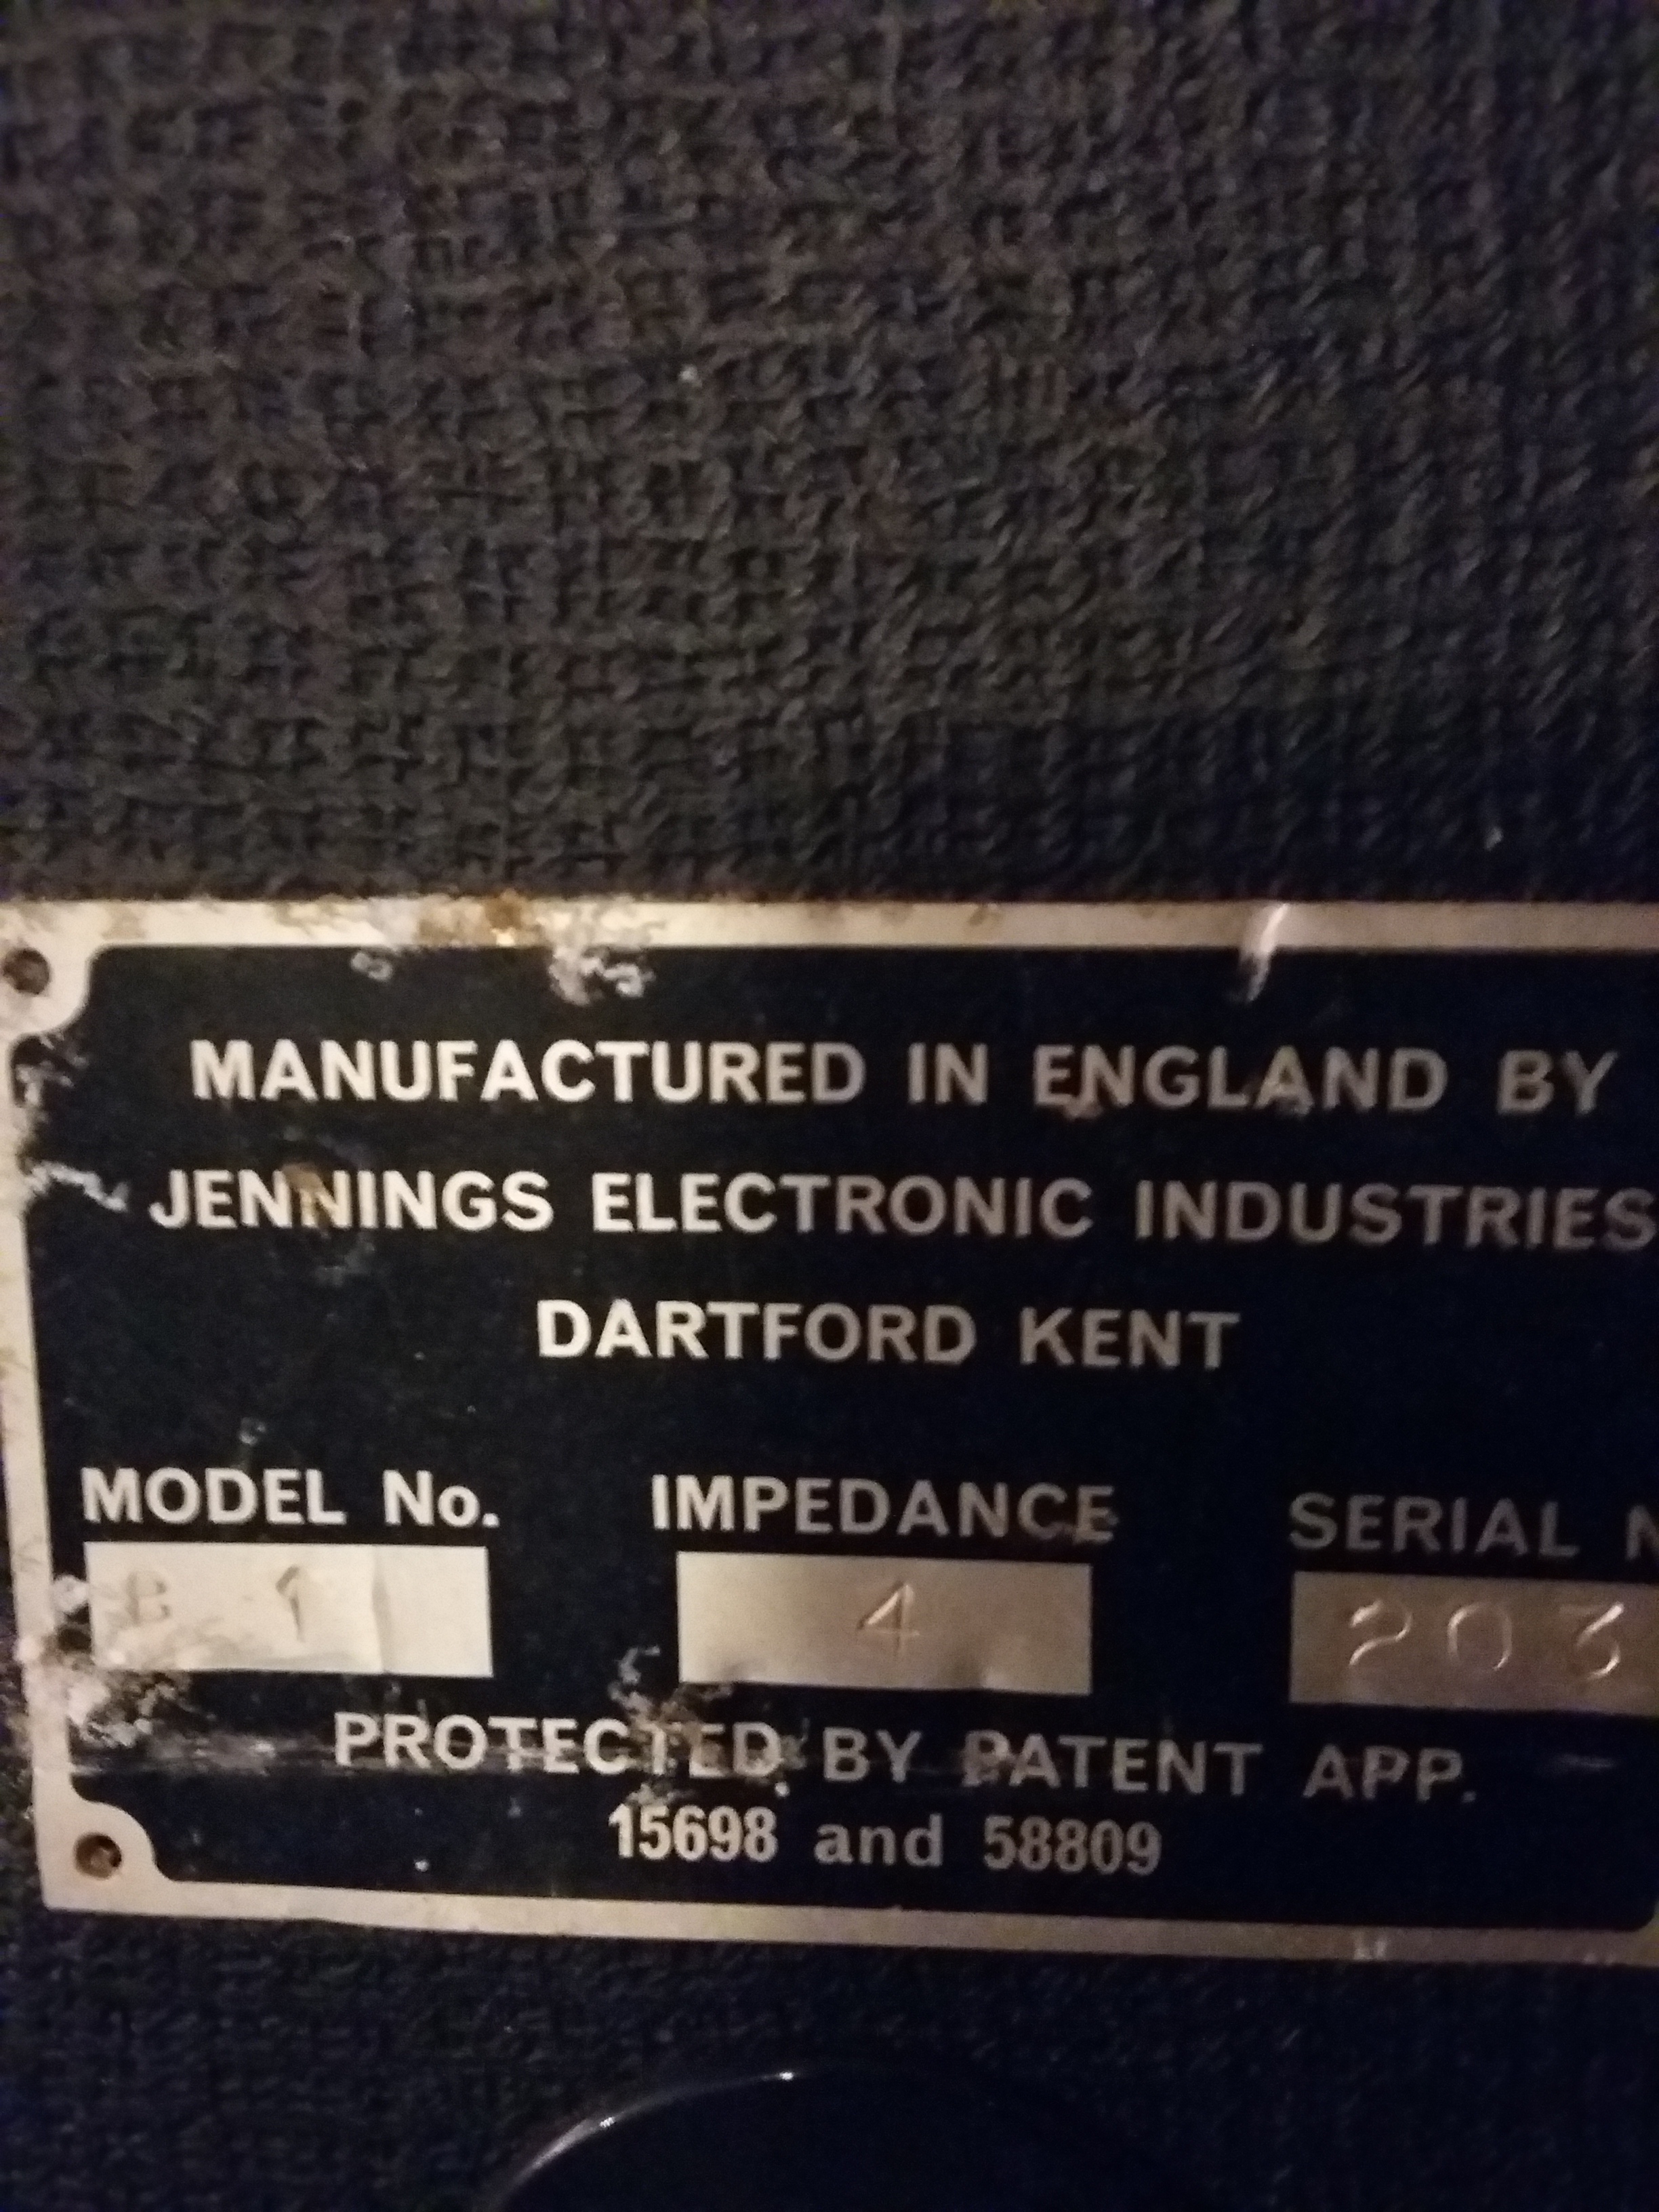 MANUFACTURED IN ENGLAND BY
JENNINGS ELECTRONIC INDUSTRIES
DARTFORD KENT
MODEL No. IMPEDANCE SERIAL N
B 1 4 203
PROTECTED BY PATENT APP.
15698 and 58809